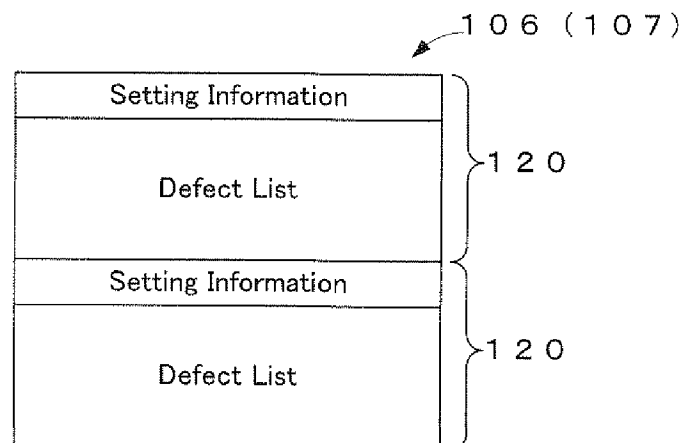 106 (107)
Setting Information
Defect List
120
Setting Information
Defect List
120